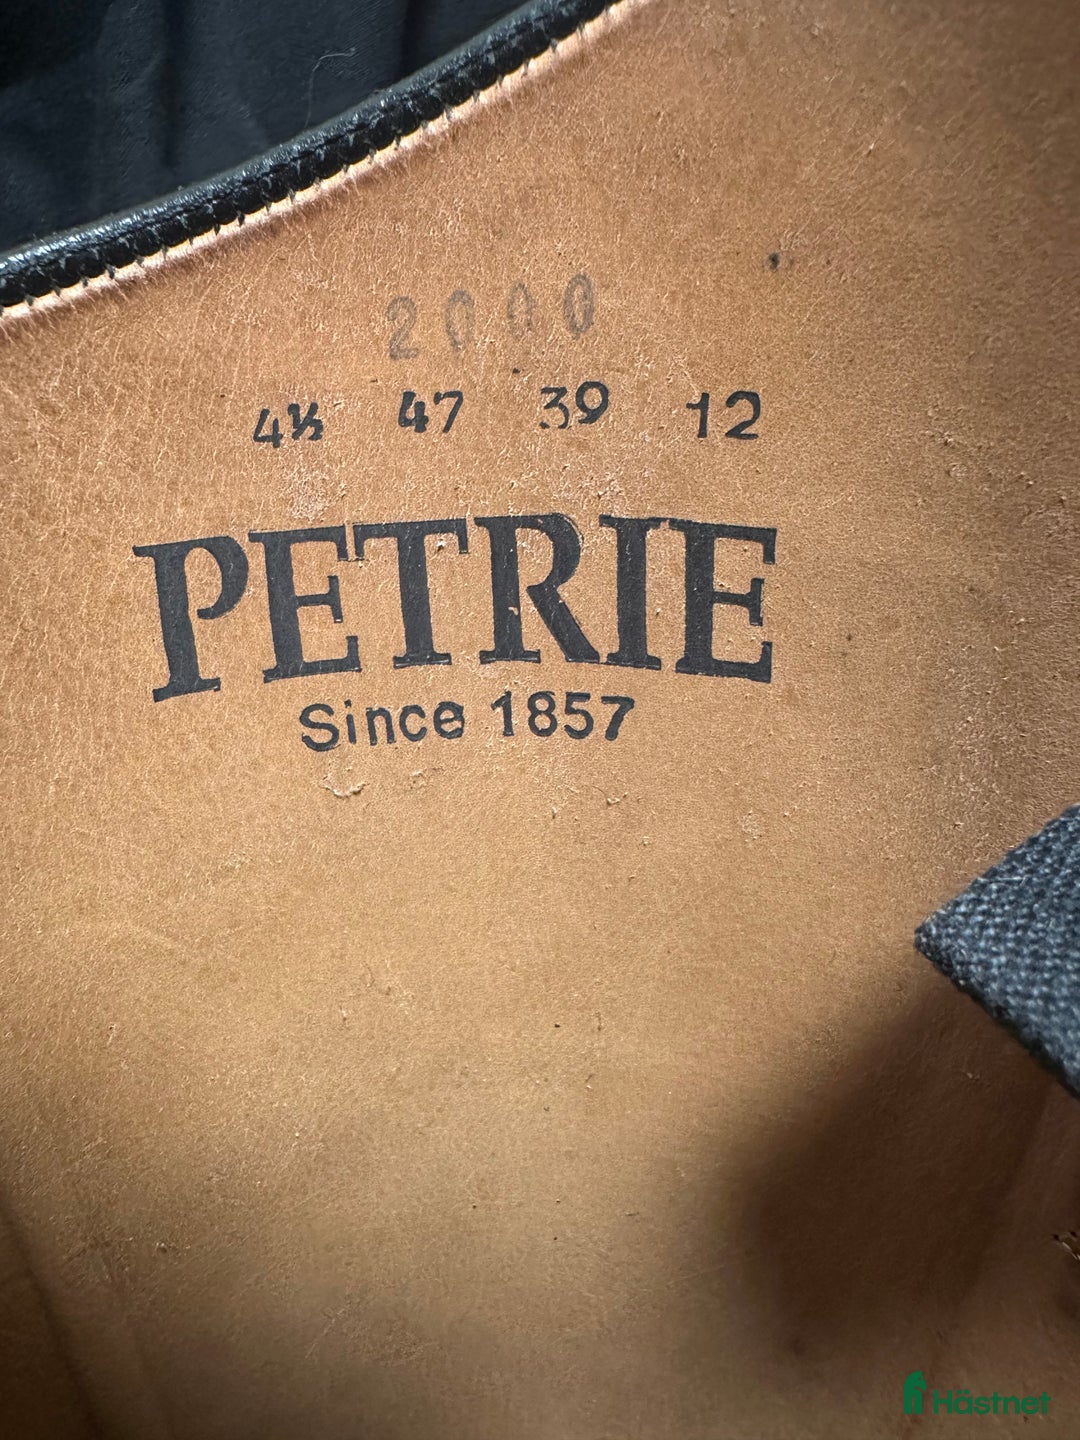 2000
4½ 47 39 12
PETRIE
Since 1857
Hästnet